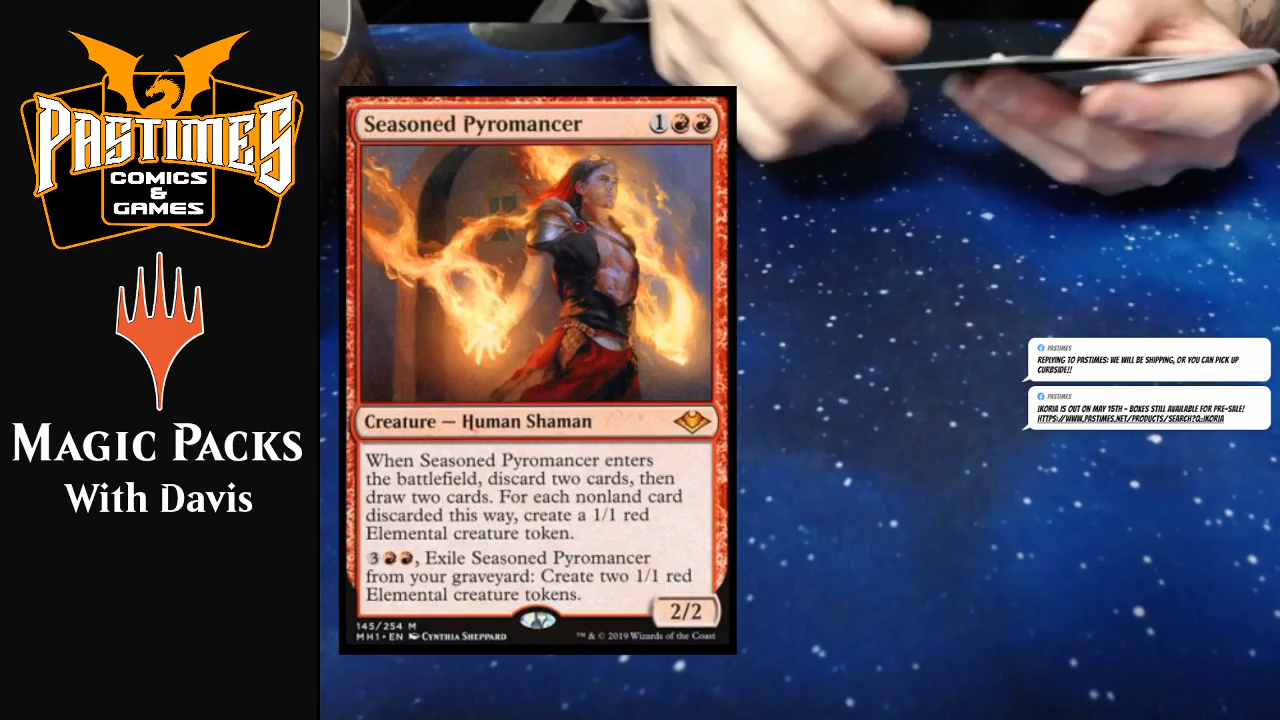 PASTIMES
COMICS
&
GAMES
MAGIC PACKS
WITH DAVIS
Seasoned Pyromancer 1
Creature — Human Shaman
When Seasoned Pyromancer enters
the battlefield, discard two cards, then
draw two cards. For each nonland card
discarded this way, create a 1/1 red
Elemental creature token.
3, Exile Seasoned Pyromancer
from your graveyard: Create two 1/1 red
Elemental creature tokens.
2/2
145/254 M
MH1 • EN CYNTHIA SHEPPARD
™ & © 2019 Wizards of the Coast
PASTIMES
REPLYING TO PASTIMES: WE WILL BE SHIPPING, OR YOU CAN PICK UP
CURBSIDE!!
PASTIMES
IKORIA IS OUT ON MAY 15TH - BOXES STILL AVAILABLE FOR PRE-SALE!
HTTPS://WWW.PASTIMES.NET/PRODUCTS/SEARCH?Q=IKORIA